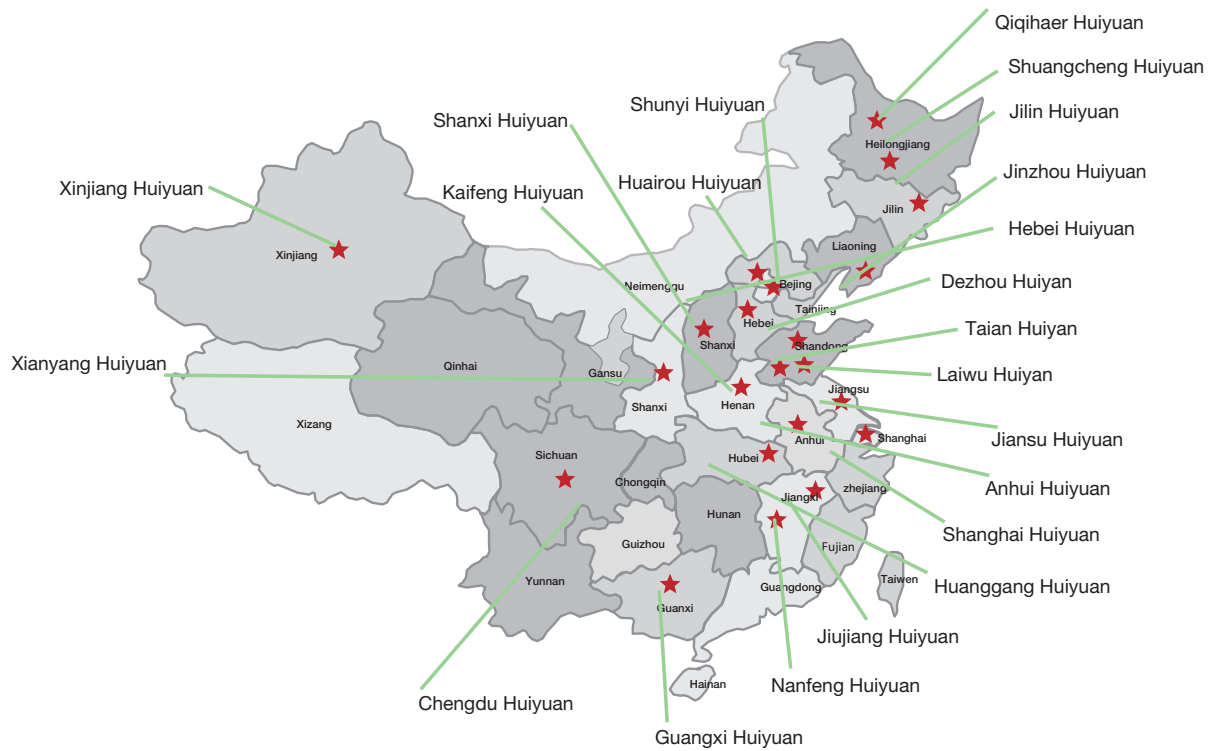 Qiqihaer Huiyuan
Shuangcheng Huiyuan
Shunyi Huiyuan
Jilin Huiyuan
Shanxi Huiyuan
Heilongjiang
Jinzhou Huiyuan
Huairou Huiyuan
Xinjiang Huiyuan
Kaifeng Huiyuan
Jilin
Hebei Huiyuan
Liaoning
Xinjiang
Neimenggu
Bejing
Dezhou Huiyan
Tainjing
Hebei
Taian Huiyan
Shanxi
Shandong
Xianyang Huiyuan
Qinhai
Gansu
Laiwu Huiyan
Jiangsu
Shanxi
Henan
Xizang
Jiansu Huiyuan
Anhui
Shanghai
Sichuan
Hubei
Chongqin
Anhui Huiyuan
zhejiang
Jiangxi
Hunan
Shanghai Huiyuan
Guizhou
Fujian
Yunnan
Taiwen
Guangdong
Huanggang Huiyuan
Guanxi
Jiujiang Huiyuan
Hainan
Nanfeng Huiyuan
Chengdu Huiyuan
Guangxi Huiyuan